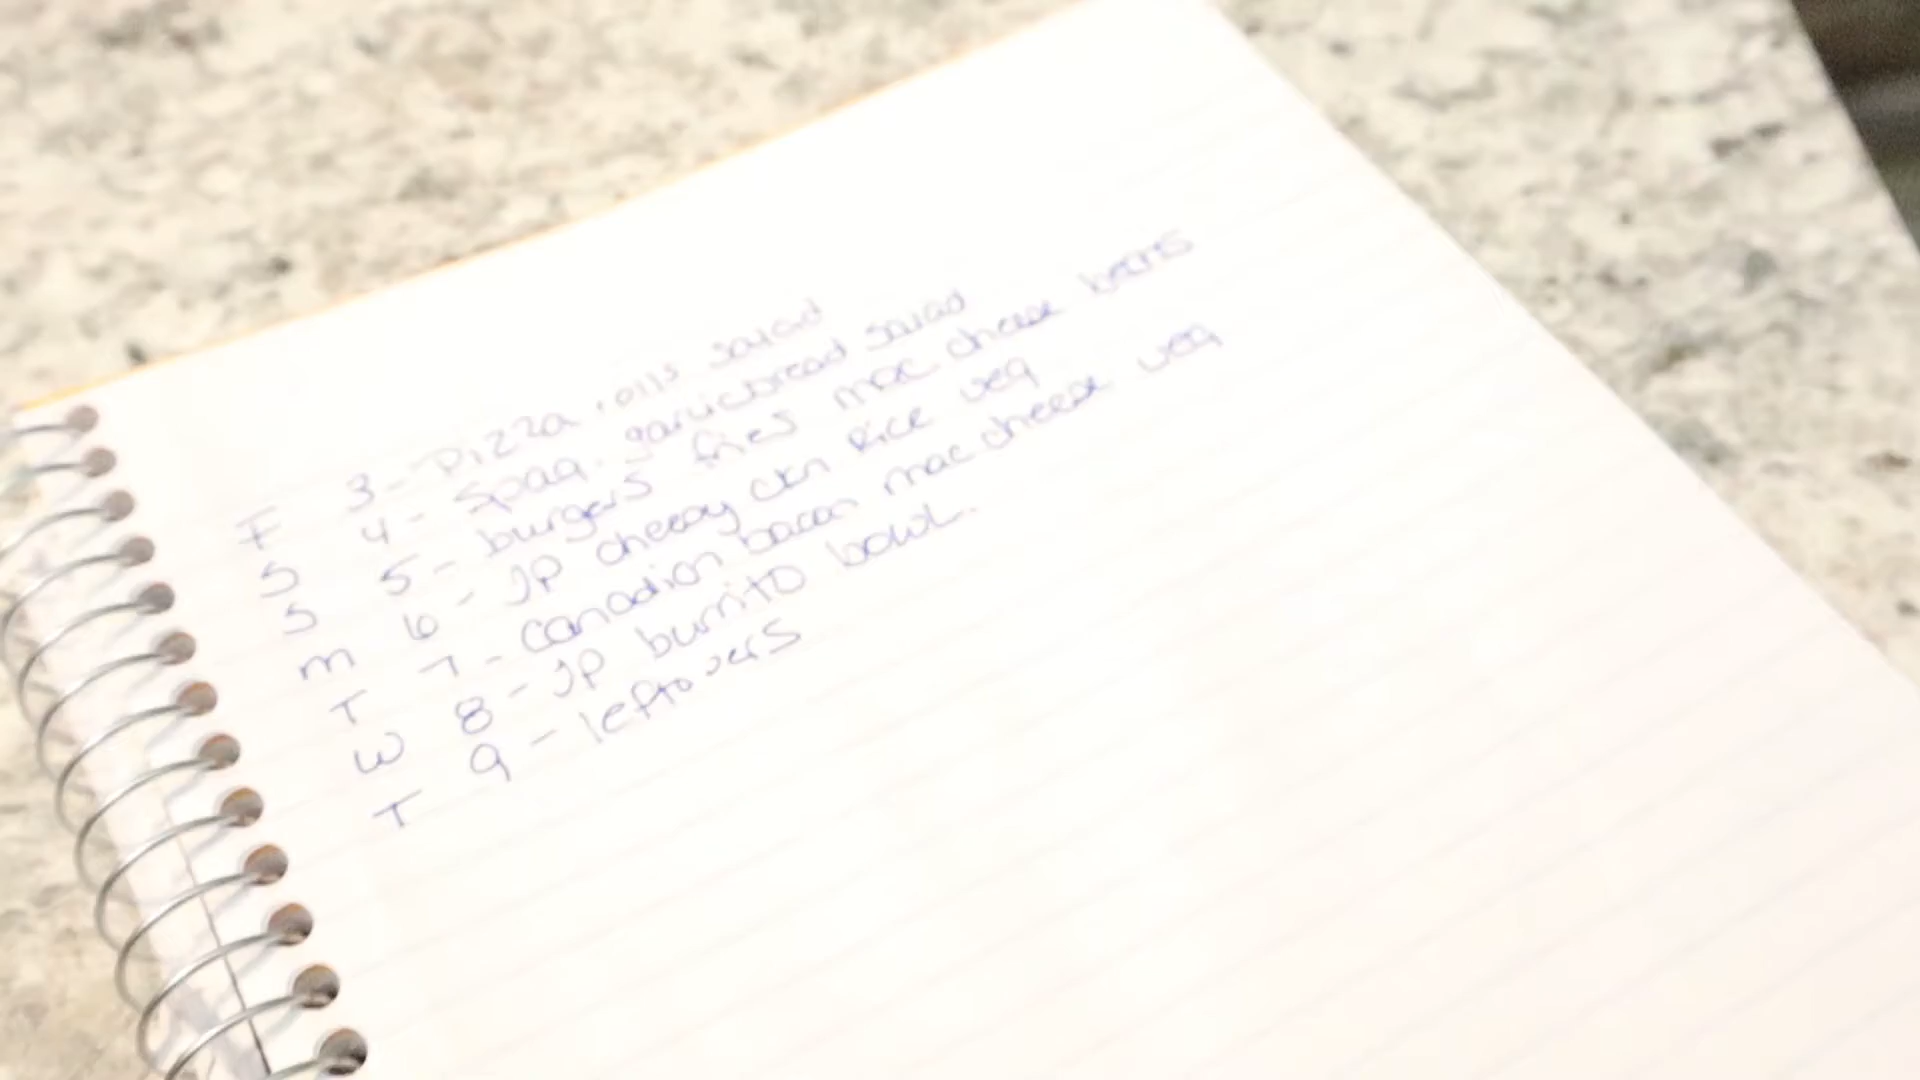 F 3 - Pizza rolls salad
S 4 - Spag. garlicbread salad
S 5 - burgers fries mac cheese beans
m 6 - IP cheesy ckn Rice veg
T 7 - Canadian bacon mac cheese veg
W 8 - IP burrito bowl.
T 9 - leftovers